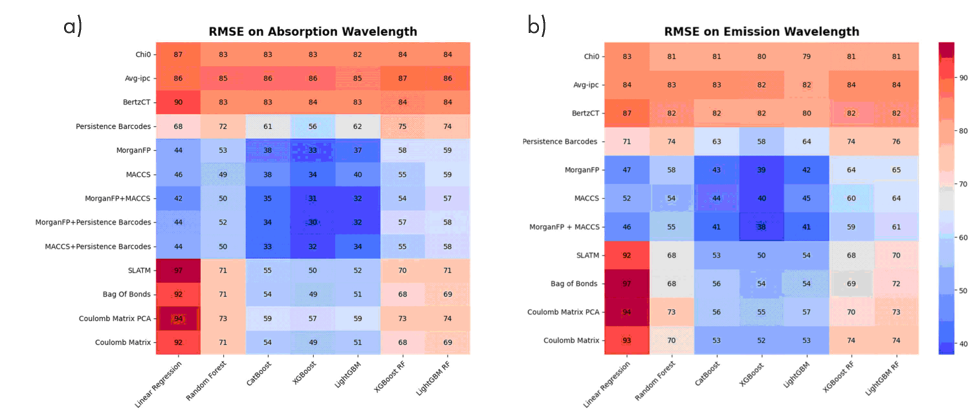 a)
RMSE on Absorption Wavelength
Chi0 87 83 83 83 82 84 84
Avg-ipc 86 85 86 86 85 87 86
BertzCT 90 83 83 84 83 84 84
Persistence Barcodes 68 72 61 56 62 75 74
MorganFP 44 53 38 33 37 58 59
MACCS 46 49 38 34 40 55 59
MorganFP+MACCS 42 50 35 31 32 54 57
MorganFP+Persistence Barcodes 44 52 34 30 32 57 58
MACCS+Persistence Barcodes 44 50 33 32 34 55 58
SLATM 97 71 55 50 52 70 71
Bag Of Bonds 92 71 54 49 51 68 69
Coulomb Matrix PCA 94 73 59 57 59 73 74
Coulomb Matrix 92 71 54 49 51 68 69
Linear Regression
Random Forest
CatBoost
XGBoost
LightGBM
XGBoost RF
LightGBM RF
b)
RMSE on Emission Wavelength
Chi0 83 81 81 80 79 81 81
Avg-ipc 84 83 83 82 82 84 84
BertzCT 87 82 82 82 80 82 82
Persistence Barcodes 71 74 63 58 64 74 76
MorganFP 47 58 43 39 42 64 65
MACCS 52 54 44 40 45 60 64
MorganFP + MACCS 46 55 41 38 41 59 61
SLATM 92 68 53 50 54 68 70
Bag of Bonds 97 68 56 54 54 69 72
Coulomb Matrix PCA 94 73 56 55 57 70 73
Coulomb Matrix 93 70 53 52 53 74 74
Linear Regression
Random Forest
CatBoost
XGBoost
LightGBM
XGBoost RF
LightGBM RF
90
80
70
60
50
40